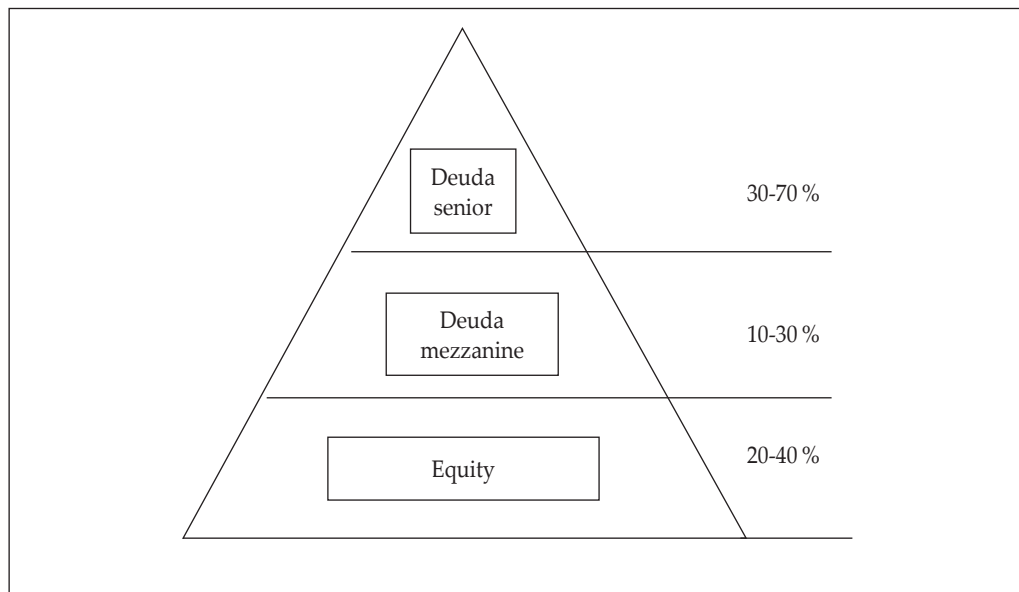 Deuda
senior
30-70 %
Deuda
mezzanine
10-30 %
Equity
20-40 %